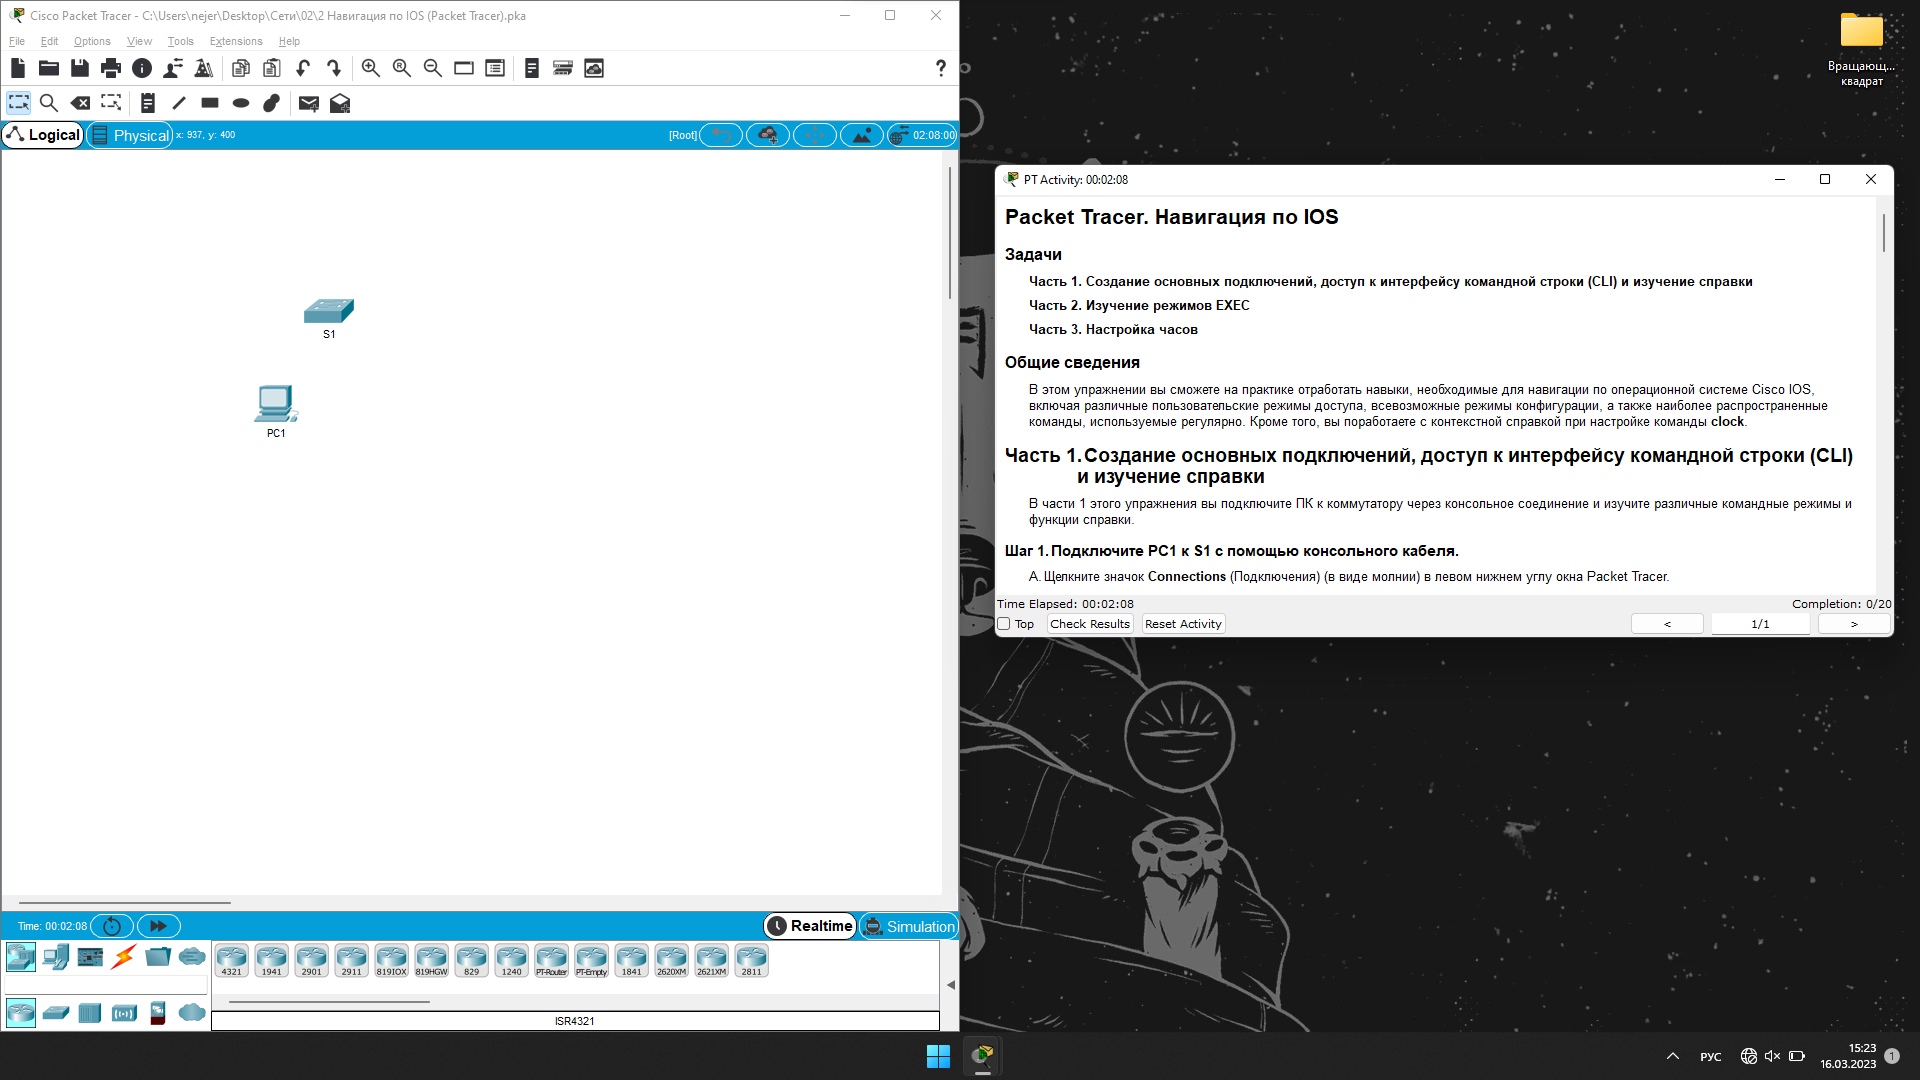 Cisco Packet Tracer - C:\Users\nejer\Desktop\Сети\02\2 Навигация по IOS (Packet Tracer).pka
File Edit Options View Tools Extensions Help
Logical Physical x: 937, y: 400 [Root] 02:08:00
S1
PC1
Time: 00:02:08 Realtime Simulation
4321 1941 2901 2911 819IOX 819HGW 829 1240 PT-Router PT-Empty 1841 2620XM 2621XM 2811
ISR4321
Вращающ...
квадрат
PT Activity: 00:02:08
Packet Tracer. Навигация по IOS
Задачи
Часть 1. Создание основных подключений, доступ к интерфейсу командной строки (CLI) и изучение справки
Часть 2. Изучение режимов EXEC
Часть 3. Настройка часов
Общие сведения
В этом упражнении вы сможете на практике отработать навыки, необходимые для навигации по операционной системе Cisco IOS,
включая различные пользовательские режимы доступа, всевозможные режимы конфигурации, а также наиболее распространенные
команды, используемые регулярно. Кроме того, вы поработаете с контекстной справкой при настройке команды clock.
Часть 1. Создание основных подключений, доступ к интерфейсу командной строки (CLI)
и изучение справки
В части 1 этого упражнения вы подключите ПК к коммутатору через консольное соединение и изучите различные командные режимы и
функции справки.
Шаг 1. Подключите PC1 к S1 с помощью консольного кабеля.
A. Щелкните значок Connections (Подключения) (в виде молнии) в левом нижнем углу окна Packet Tracer.
Time Elapsed: 00:02:08 Completion: 0/20
Top Check Results Reset Activity < 1/1 >
РУС
15:23
16.03.2023
1